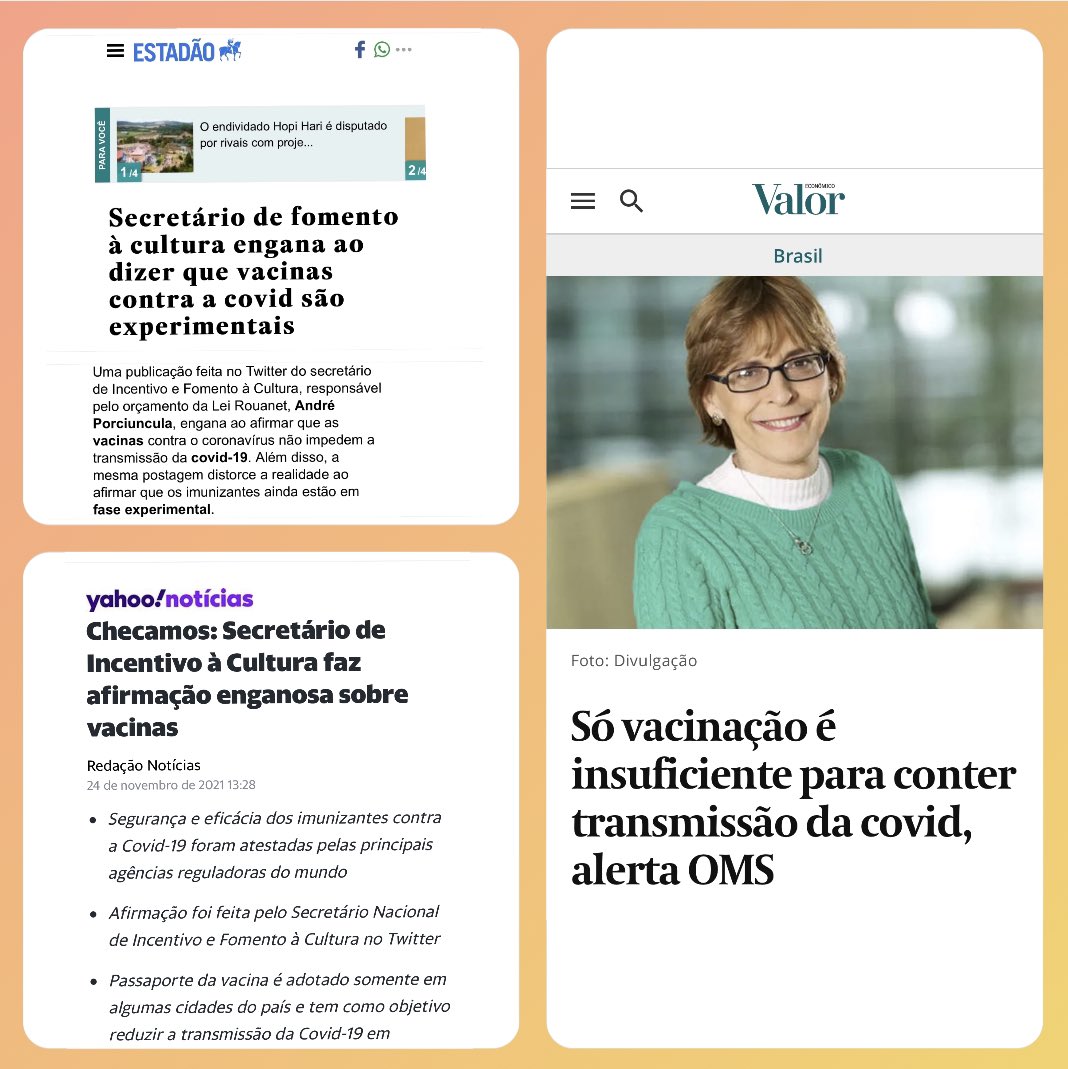 ESTADÃO
PARA VOCÊ
O endividado Hopi Hari é disputado
por rivais com proje...
1/4
2/4
Secretário de fomento
à cultura engana ao
dizer que vacinas
contra a covid são
experimentais
Uma publicação feita no Twitter do secretário
de Incentivo e Fomento à Cultura, responsável
pelo orçamento da Lei Rouanet, André
Porciuncula, engana ao afirmar que as
vacinas contra o coronavírus não impedem a
transmissão da covid-19. Além disso, a
mesma postagem distorce a realidade ao
afirmar que os imunizantes ainda estão em
fase experimental.
yahoo!notícias
Checamos: Secretário de
Incentivo à Cultura faz
afirmação enganosa sobre
vacinas
Redação Notícias
24 de novembro de 2021 13:28
• Segurança e eficácia dos imunizantes contra
a Covid-19 foram atestadas pelas principais
agências reguladoras do mundo
• Afirmação foi feita pelo Secretário Nacional
de Incentivo e Fomento à Cultura no Twitter
• Passaporte da vacina é adotado somente em
algumas cidades do país e tem como objetivo
reduzir a transmissão da Covid-19 em
Valor ECONÔMICO
Brasil
Foto: Divulgação
Só vacinação é
insuficiente para conter
transmissão da covid,
alerta OMS